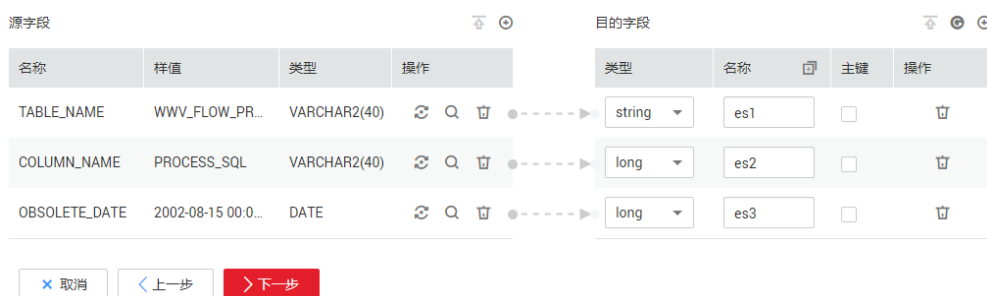 源字段 目的字段
名称 样值 类型 操作 类型 名称 主键 操作
TABLE_NAME WWV_FLOW_PR... VARCHAR2(40) string es1
COLUMN_NAME PROCESS_SQL VARCHAR2(40) long es2
OBSOLETE_DATE 2002-08-15 00:0... DATE long es3
取消 上一步 下一步